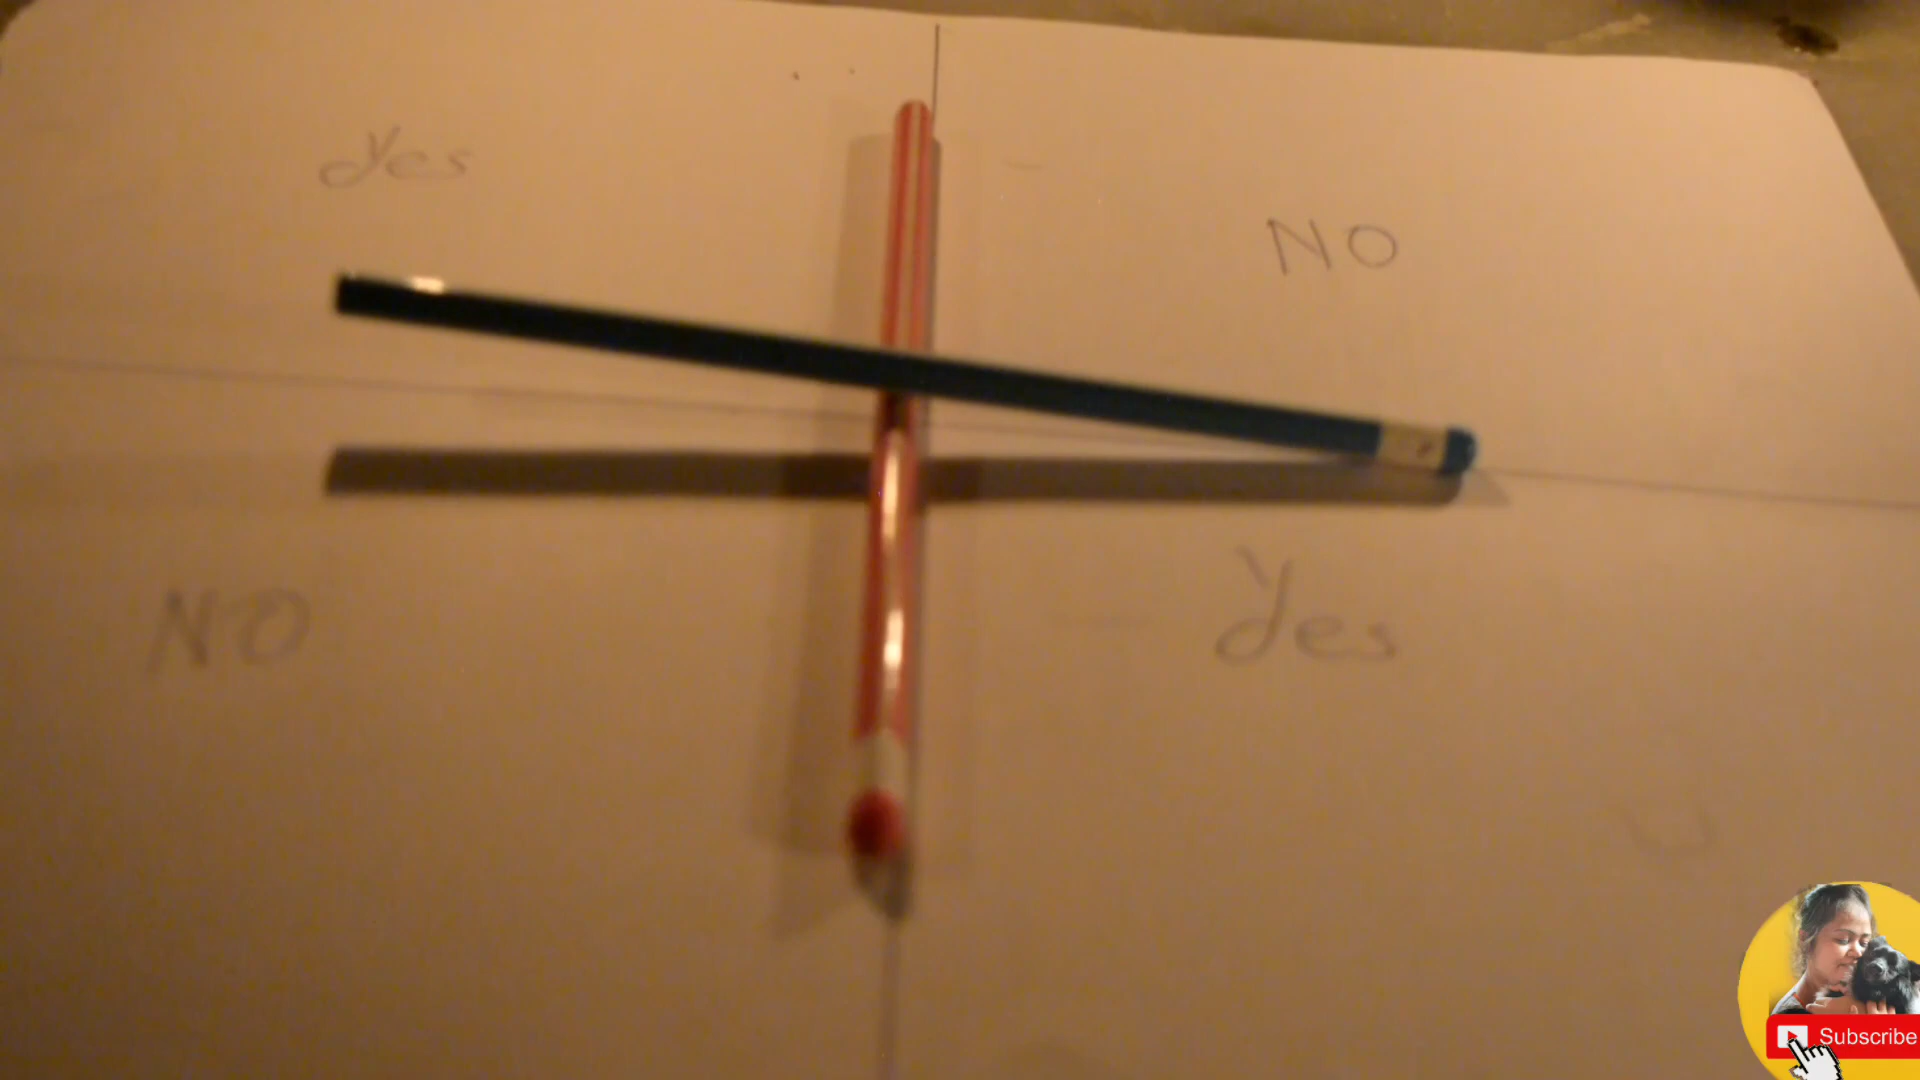 Yes
NO
NO
Yes
Subscribe